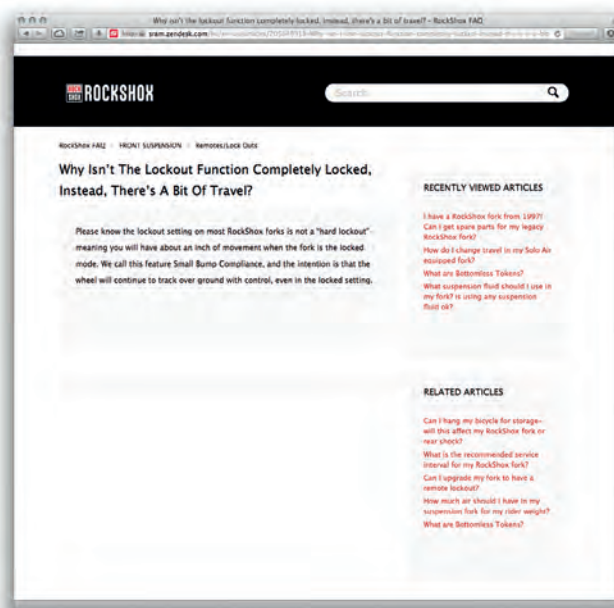 Why isn't the lockout function completely locked, instead, there's a bit of travel? – RockShox FAQ
sram.zendesk.com
ROCK SHOX ROCKSHOX
Search
RockShox FAQ FRONT SUSPENSION Remotes/Lock Outs
Why Isn't The Lockout Function Completely Locked,
Instead, There's A Bit Of Travel?
Please know the lockout setting on most RockShox forks is not a "hard lockout"
meaning you will have about an inch of movement when the fork is the locked
mode. We call this feature Small Bump Compliance, and the intention is that the
wheel will continue to track over ground with control, even in the locked setting.
RECENTLY VIEWED ARTICLES
I have a RockShox fork from 1997!
Can I get spare parts for my legacy
RockShox fork?
How do I change travel in my Solo Air
equipped fork?
What are Bottomless Tokens?
What suspension fluid should I use in
my fork? is using any suspension
fluid ok?
RELATED ARTICLES
Can I hang my bicycle for storage-
will this affect my RockShox fork or
rear shock?
What is the recommended service
interval for my RockShox fork?
Can I upgrade my fork to have a
remote lockout?
How much air should I have in my
suspension fork for my rider weight?
What are Bottomless Tokens?